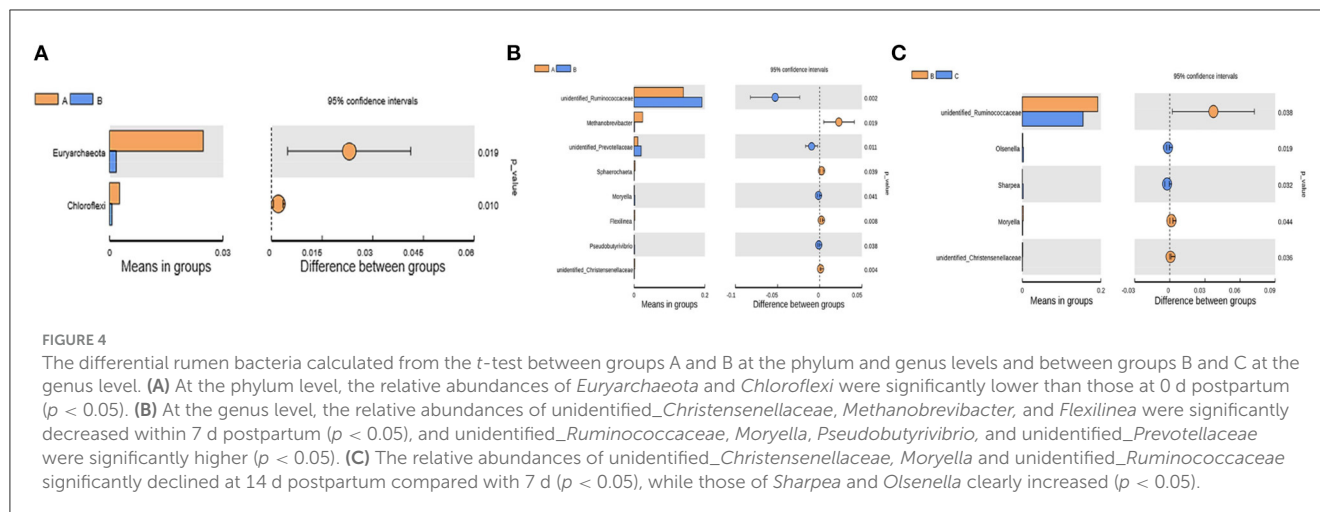 A
A B
95% confidence intervals
Euryarchaeota
0.019
Chloroflexi
0.010
p_value
0 0.03
0 0.015 0.03 0.045 0.06
Means in groups
Difference between groups
B
A B
95% confidence intervals
unidentified_Ruminococcaceae
0.002
Methanobrevibacter
0.019
unidentified_Prevotellaceae
0.011
Sphaerochaeta
0.039
Moryella
0.041
Flexilinea
0.008
Pseudobutyrivibrio
0.038
unidentified_Christensenellaceae
0.004
p_value
0 0.2
-0.1 -0.05 0 0.05
Means in groups
Difference between groups
C
B C
95% confidence intervals
unidentified_Ruminococcaceae
0.038
Olsenella
0.019
Sharpea
0.032
Moryella
0.044
unidentified_Christensenellaceae
0.036
p_value
0 0.2
-0.03 0 0.03 0.06 0.09
Means in groups
Difference between groups
FIGURE 4
The differential rumen bacteria calculated from the t-test between groups A and B at the phylum and genus levels and between groups B and C at the
genus level. (A) At the phylum level, the relative abundances of Euryarchaeota and Chloroflexi were significantly lower than those at 0 d postpartum
(p < 0.05). (B) At the genus level, the relative abundances of unidentified_Christensenellaceae, Methanobrevibacter, and Flexilinea were significantly
decreased within 7 d postpartum (p < 0.05), and unidentified_Ruminococcaceae, Moryella, Pseudobutyrivibrio, and unidentified_Prevotellaceae
were significantly higher (p < 0.05). (C) The relative abundances of unidentified_Christensenellaceae, Moryella and unidentified_Ruminococcaceae
significantly declined at 14 d postpartum compared with 7 d (p < 0.05), while those of Sharpea and Olsenella clearly increased (p < 0.05).